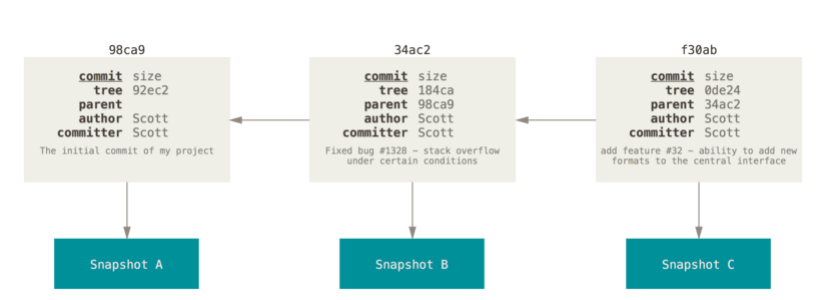 98ca9
commit size
tree 92ec2
parent
author Scott
committer Scott
The initial commit of my project
34ac2
commit size
tree 184ca
parent 98ca9
author Scott
committer Scott
Fixed bug #1328 – stack overflow
under certain conditions
f30ab
commit size
tree 0de24
parent 34ac2
author Scott
committer Scott
add feature #32 – ability to add new
formats to the central interface
Snapshot A
Snapshot B
Snapshot C